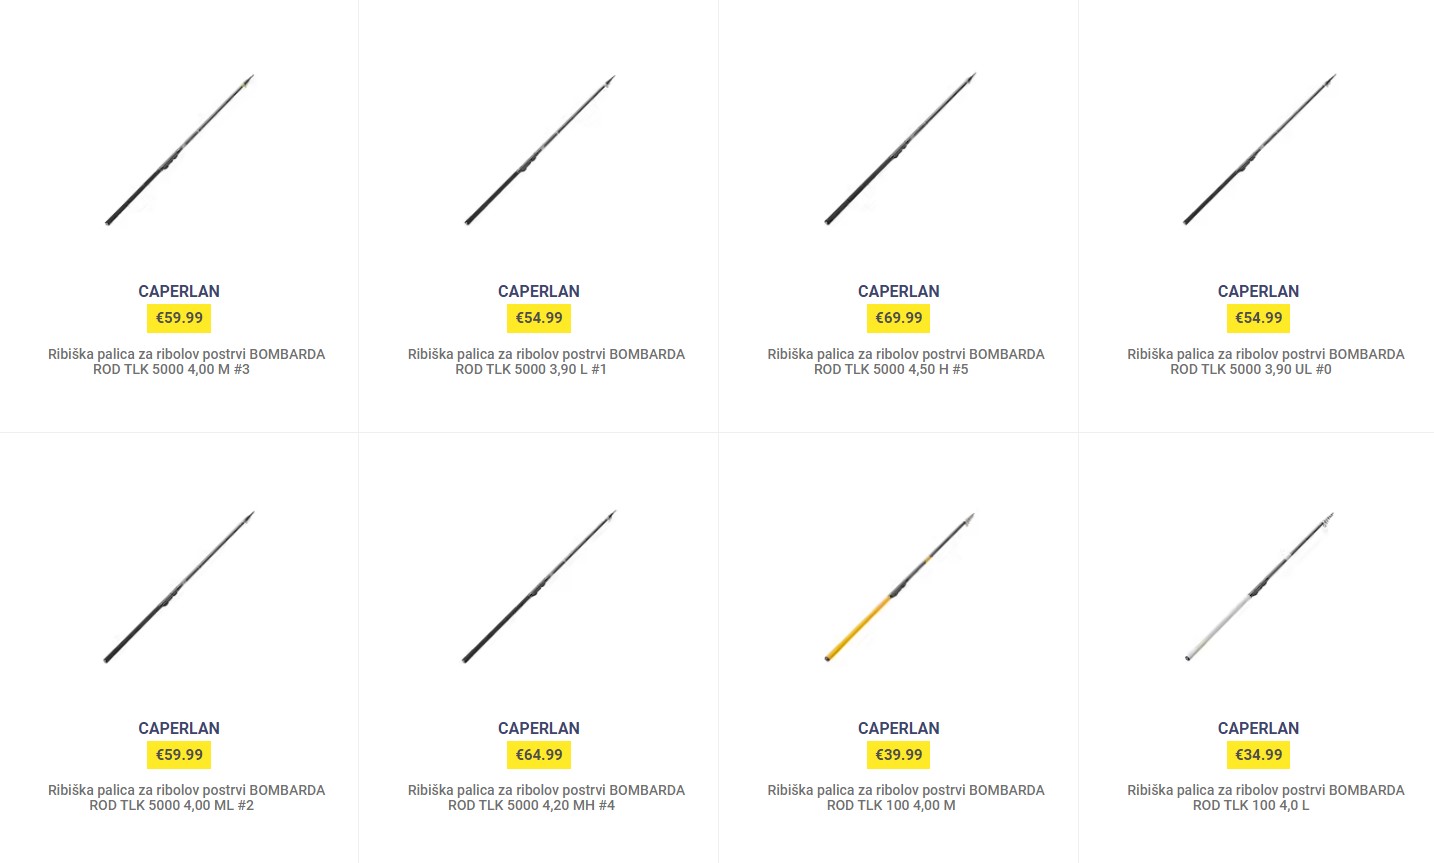 CAPERLAN
€59.99
Ribiška palica za ribolov postrvi BOMBARDA
ROD TLK 5000 4,00 M #3
CAPERLAN
€54.99
Ribiška palica za ribolov postrvi BOMBARDA
ROD TLK 5000 3,90 L #1
CAPERLAN
€69.99
Ribiška palica za ribolov postrvi BOMBARDA
ROD TLK 5000 4,50 H #5
CAPERLAN
€54.99
Ribiška palica za ribolov postrvi BOMBARDA
ROD TLK 5000 3,90 UL #0
CAPERLAN
€59.99
Ribiška palica za ribolov postrvi BOMBARDA
ROD TLK 5000 4,00 ML #2
CAPERLAN
€64.99
Ribiška palica za ribolov postrvi BOMBARDA
ROD TLK 5000 4,20 MH #4
CAPERLAN
€39.99
Ribiška palica za ribolov postrvi BOMBARDA
ROD TLK 100 4,00 M
CAPERLAN
€34.99
Ribiška palica za ribolov postrvi BOMBARDA
ROD TLK 100 4,0 L